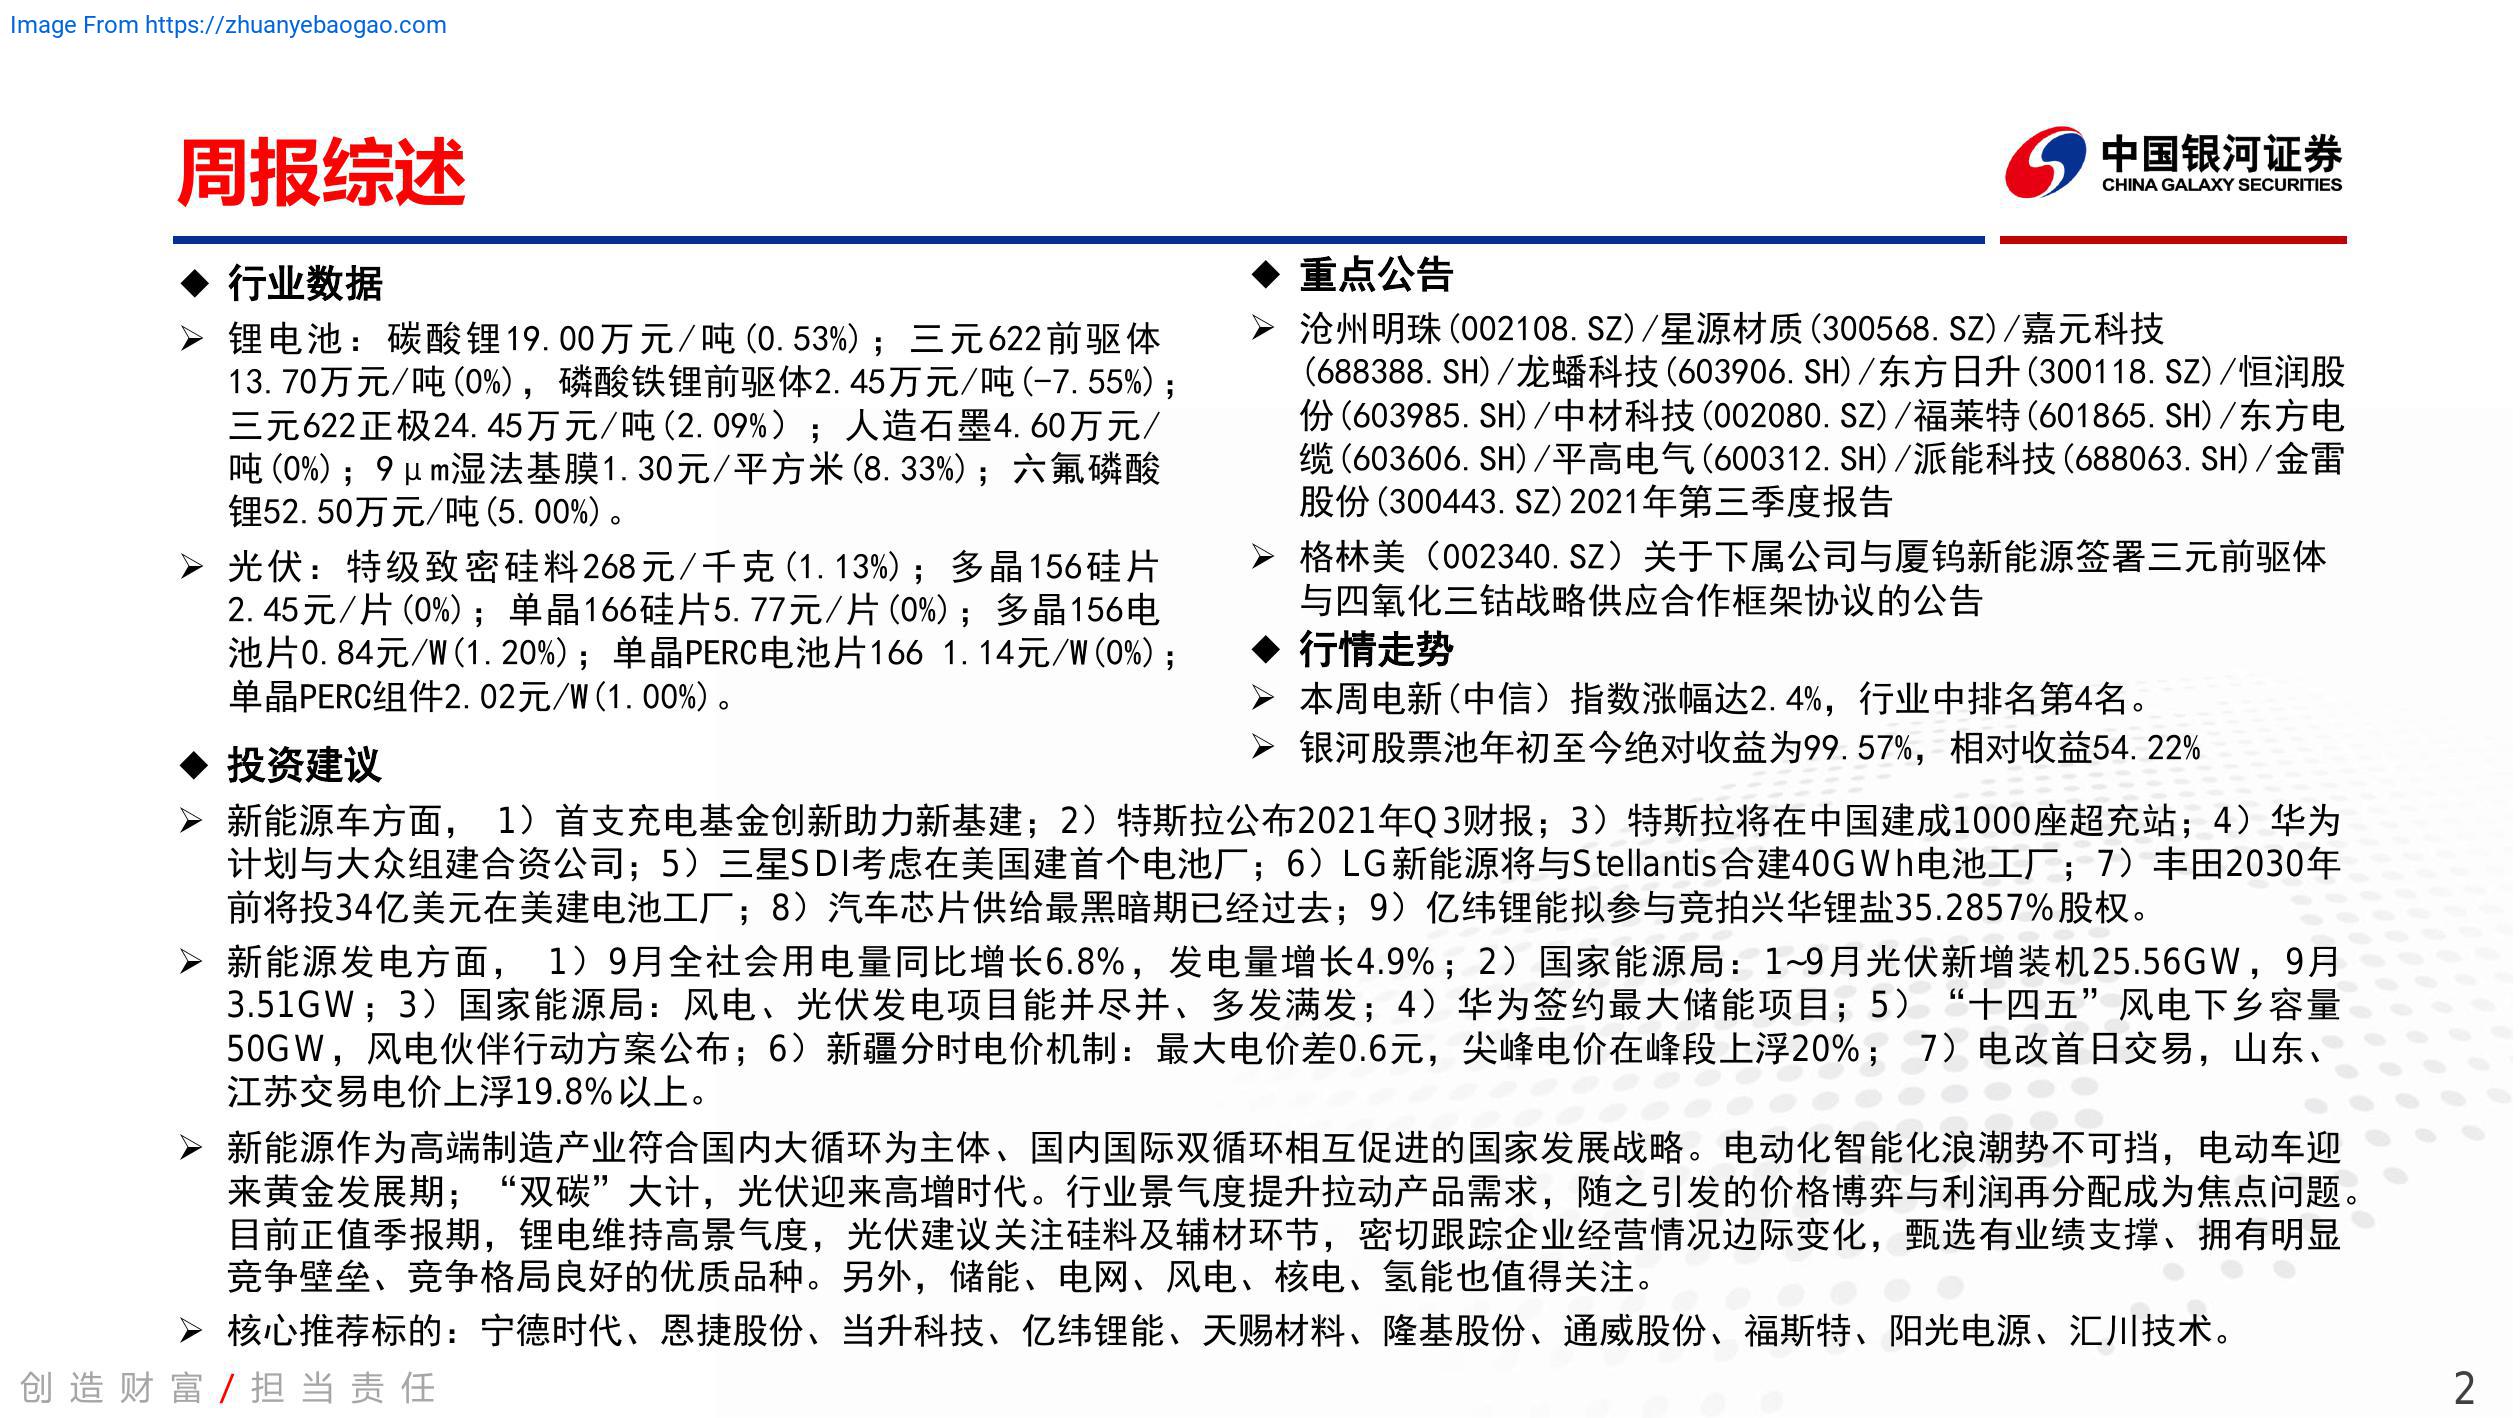 Image From https://zhuanyebaogao.com
周报综述
中国银河证券
CHINA GALAXY SECURITIES
◆ 行业数据
➢ 锂电池：碳酸锂19.00万元/吨(0.53%)；三元622前驱体
13.70万元/吨(0%)，磷酸铁锂前驱体2.45万元/吨(-7.55%)；
三元622正极24.45万元/吨(2.09%）；人造石墨4.60万元/
吨(0%)；9μm湿法基膜1.30元/平方米(8.33%)；六氟磷酸
锂52.50万元/吨(5.00%)。
➢ 光伏：特级致密硅料268元/千克(1.13%)；多晶156硅片
2.45元/片(0%)；单晶166硅片5.77元/片(0%)；多晶156电
池片0.84元/W(1.20%)；单晶PERC电池片166 1.14元/W(0%)；
单晶PERC组件2.02元/W(1.00%)。
◆ 重点公告
➢ 沧州明珠(002108.SZ)/星源材质(300568.SZ)/嘉元科技
(688388.SH)/龙蟠科技(603906.SH)/东方日升(300118.SZ)/恒润股
份(603985.SH)/中材科技(002080.SZ)/福莱特(601865.SH)/东方电
缆(603606.SH)/平高电气(600312.SH)/派能科技(688063.SH)/金雷
股份(300443.SZ)2021年第三季度报告
➢ 格林美（002340.SZ）关于下属公司与厦钨新能源签署三元前驱体
与四氧化三钴战略供应合作框架协议的公告
◆ 行情走势
➢ 本周电新(中信）指数涨幅达2.4%，行业中排名第4名。
➢ 银河股票池年初至今绝对收益为99.57%，相对收益54.22%
◆ 投资建议
➢ 新能源车方面， 1）首支充电基金创新助力新基建；2）特斯拉公布2021年Q3财报；3）特斯拉将在中国建成1000座超充站；4）华为
计划与大众组建合资公司；5）三星SDI考虑在美国建首个电池厂；6）LG新能源将与Stellantis合建40GWh电池工厂；7）丰田2030年
前将投34亿美元在美建电池工厂；8）汽车芯片供给最黑暗期已经过去；9）亿纬锂能拟参与竞拍兴华锂盐35.2857%股权。
➢ 新能源发电方面， 1）9月全社会用电量同比增长6.8%，发电量增长4.9%；2）国家能源局：1~9月光伏新增装机25.56GW，9月
3.51GW；3）国家能源局：风电、光伏发电项目能并尽并、多发满发；4）华为签约最大储能项目；5）“十四五”风电下乡容量
50GW，风电伙伴行动方案公布；6）新疆分时电价机制：最大电价差0.6元，尖峰电价在峰段上浮20%； 7）电改首日交易，山东、
江苏交易电价上浮19.8%以上。
➢ 新能源作为高端制造产业符合国内大循环为主体、国内国际双循环相互促进的国家发展战略。电动化智能化浪潮势不可挡，电动车迎
来黄金发展期；“双碳”大计，光伏迎来高增时代。行业景气度提升拉动产品需求，随之引发的价格博弈与利润再分配成为焦点问题。
目前正值季报期，锂电维持高景气度，光伏建议关注硅料及辅材环节，密切跟踪企业经营情况边际变化，甄选有业绩支撑、拥有明显
竞争壁垒、竞争格局良好的优质品种。另外，储能、电网、风电、核电、氢能也值得关注。
➢ 核心推荐标的：宁德时代、恩捷股份、当升科技、亿纬锂能、天赐材料、隆基股份、通威股份、福斯特、阳光电源、汇川技术。
创造财富/担当责任
2